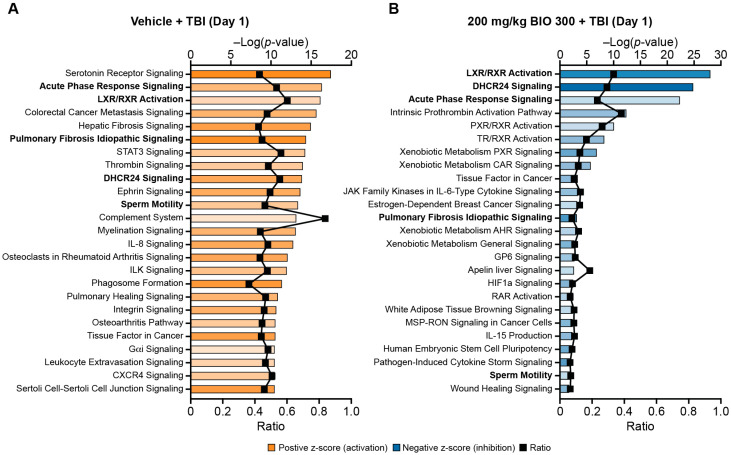 A
Vehicle + TBI (Day 1)
–Log(p-value)
0 5 10 15 20
Serotonin Receptor Signaling
Acute Phase Response Signaling
LXR/RXR Activation
Colorectal Cancer Metastasis Signaling
Hepatic Fibrosis Signaling
Pulmonary Fibrosis Idiopathic Signaling
STAT3 Signaling
Thrombin Signaling
DHCR24 Signaling
Ephrin Signaling
Sperm Motility
Complement System
Myelination Signaling
IL-8 Signaling
Osteoclasts in Rheumatoid Arthritis Signaling
ILK Signaling
Phagosome Formation
Pulmonary Healing Signaling
Integrin Signaling
Osteoarthritis Pathway
Tissue Factor in Cancer
Gαi Signaling
Leukocyte Extravasation Signaling
CXCR4 Signaling
Sertoli Cell-Sertoli Cell Junction Signaling
0 0.2 0.4 0.6 0.8 1.0
Ratio
B
200 mg/kg BIO 300 + TBI (Day 1)
–Log(p-value)
0 5 10 15 20 25 30
LXR/RXR Activation
DHCR24 Signaling
Acute Phase Response Signaling
Intrinsic Prothrombin Activation Pathway
PXR/RXR Activation
TR/RXR Activation
Xenobiotic Metabolism PXR Signaling
Xenobiotic Metabolism CAR Signaling
Tissue Factor in Cancer
JAK Family Kinases in IL-6-Type Cytokine Signaling
Estrogen-Dependent Breast Cancer Signaling
Pulmonary Fibrosis Idiopathic Signaling
Xenobiotic Metabolism AHR Signaling
Xenobiotic Metabolism General Signaling
GP6 Signaling
Apelin liver Signaling
HIF1a Signaling
RAR Activation
White Adipose Tissue Browning Signaling
MSP-RON Signaling in Cancer Cells
IL-15 Production
Human Embryonic Stem Cell Pluripotency
Pathogen-Induced Cytokine Storm Signaling
Sperm Motility
Wound Healing Signaling
0 0.2 0.4 0.6 0.8 1.0
Ratio
Postive z-score (activation) Negative z-score (inhibition) Ratio